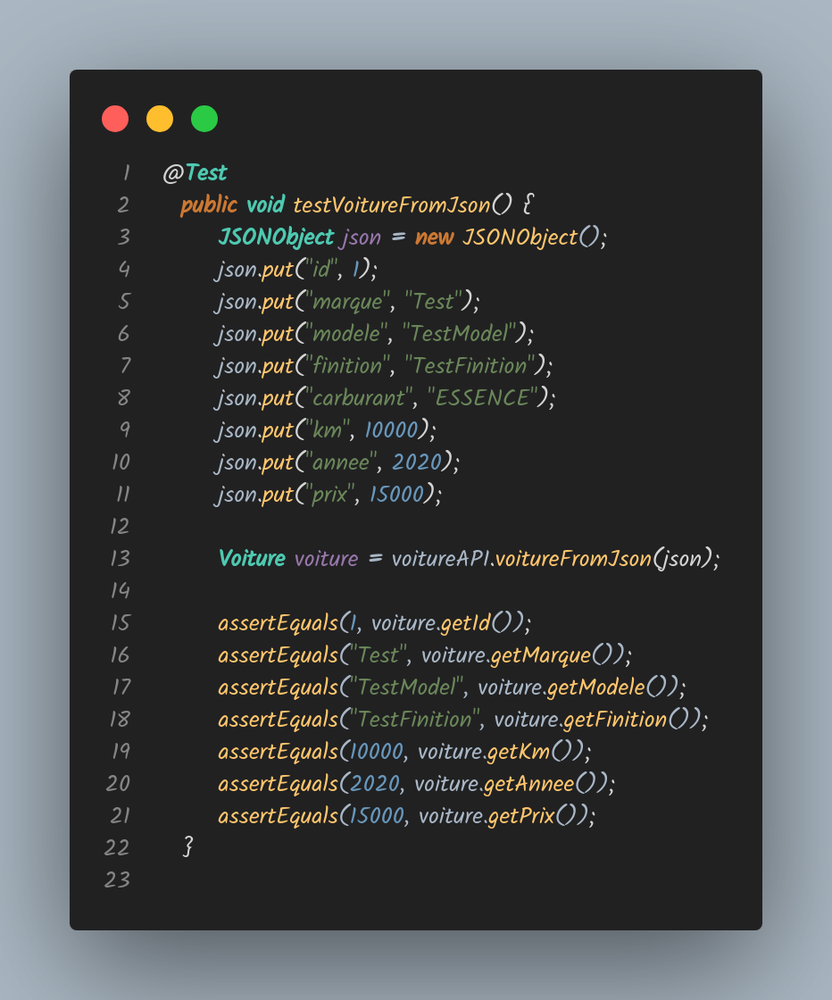 1 @Test
2 public void testVoitureFromJson() {
3 JSONObject json = new JSONObject();
4 json.put("id", 1);
5 json.put("marque", "Test");
6 json.put("modele", "TestModel");
7 json.put("finition", "TestFinition");
8 json.put("carburant", "ESSENCE");
9 json.put("km", 10000);
10 json.put("annee", 2020);
11 json.put("prix", 15000);
12
13 Voiture voiture = voitureAPI.voitureFromJson(json);
14
15 assertEquals(1, voiture.getId());
16 assertEquals("Test", voiture.getMarque());
17 assertEquals("TestModel", voiture.getModele());
18 assertEquals("TestFinition", voiture.getFinition());
19 assertEquals(10000, voiture.getKm());
20 assertEquals(2020, voiture.getAnnee());
21 assertEquals(15000, voiture.getPrix());
22 }
23